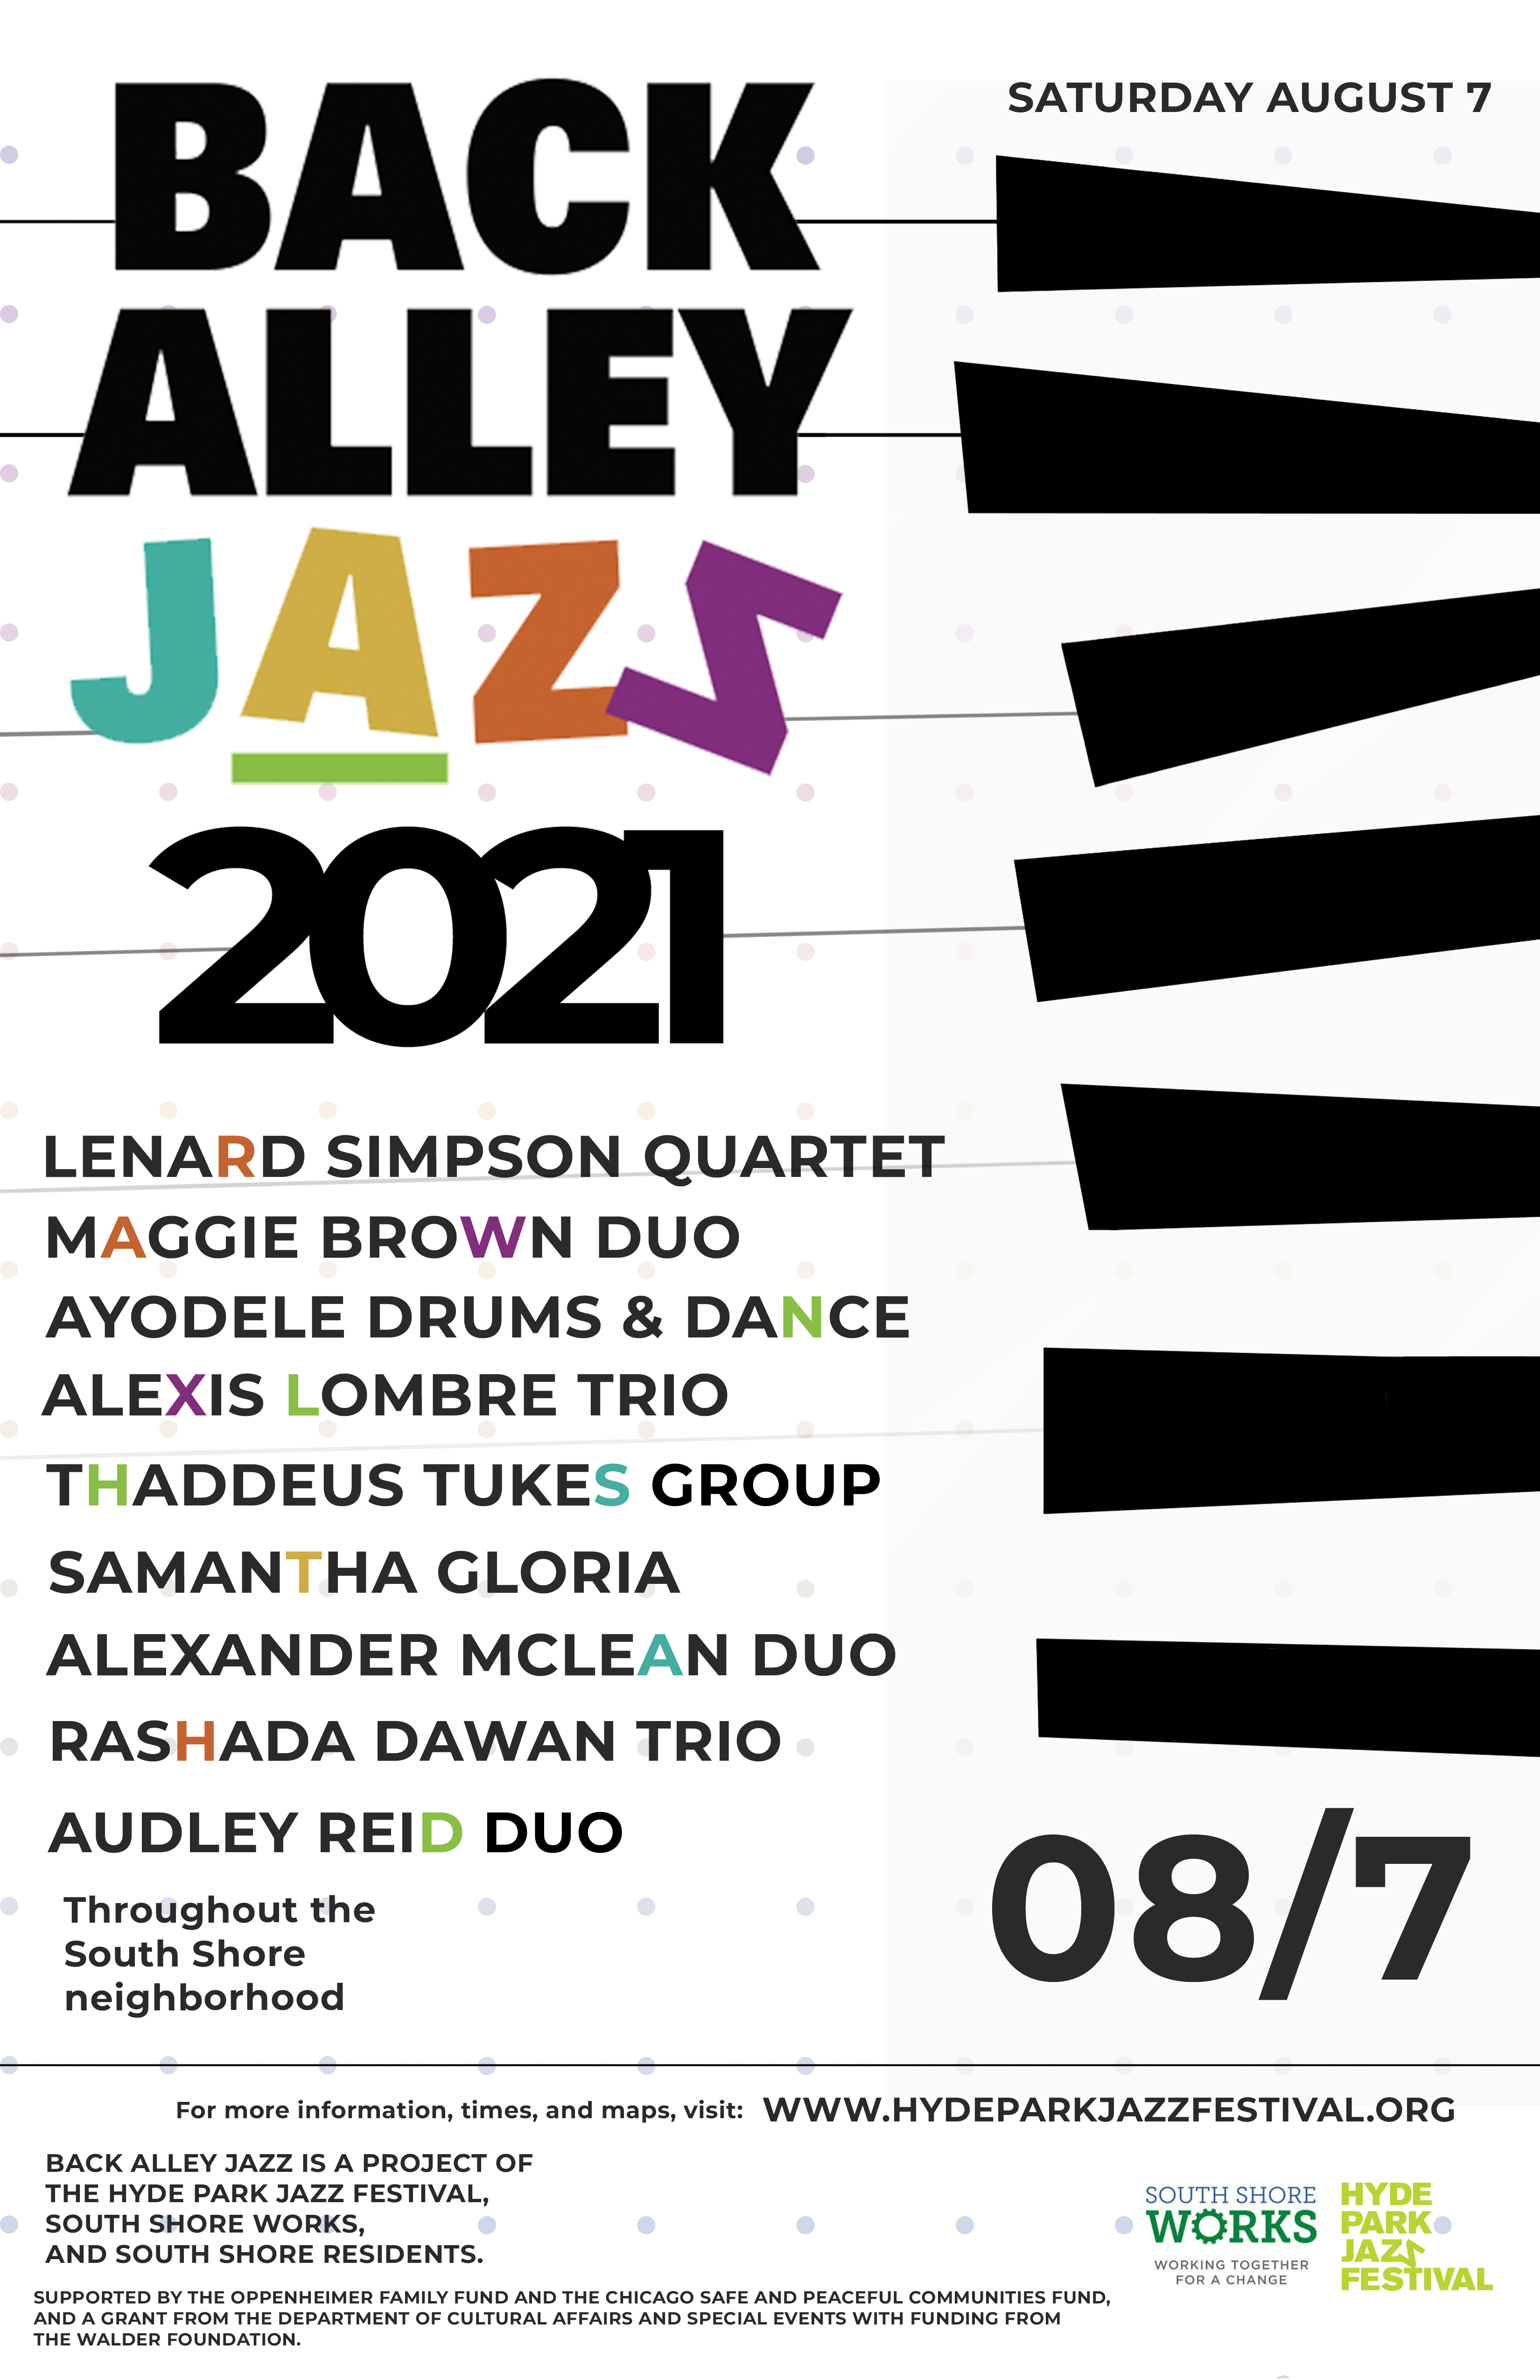 SATURDAY AUGUST 7
BACK
ALLEY
JAZZ
2021
LENARD SIMPSON QUARTET
MAGGIE BROWN DUO
AYODELE DRUMS & DANCE
ALEXIS LOMBRE TRIO
THADDEUS TUKES GROUP
SAMANTHA GLORIA
ALEXANDER MCLEAN DUO
RASHADA DAWAN TRIO
AUDLEY REID DUO
Throughout the
South Shore
neighborhood
08/7
For more information, times, and maps, visit: WWW.HYDEPARKJAZZFESTIVAL.ORG
BACK ALLEY JAZZ IS A PROJECT OF
THE HYDE PARK JAZZ FESTIVAL,
SOUTH SHORE WORKS,
AND SOUTH SHORE RESIDENTS.
SOUTH SHORE
WORKS
WORKING TOGETHER
FOR A CHANGE
HYDE
PARK
JAZZ
FESTIVAL
SUPPORTED BY THE OPPENHEIMER FAMILY FUND AND THE CHICAGO SAFE AND PEACEFUL COMMUNITIES FUND,
AND A GRANT FROM THE DEPARTMENT OF CULTURAL AFFAIRS AND SPECIAL EVENTS WITH FUNDING FROM
THE WALDER FOUNDATION.